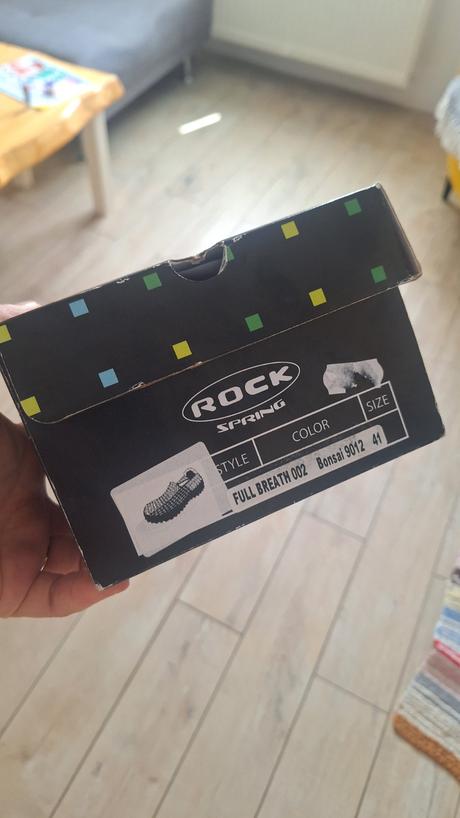 ROCK
SPRING
STYLE COLOR SIZE
FULL BREATH 002 Bonsai 9012 41